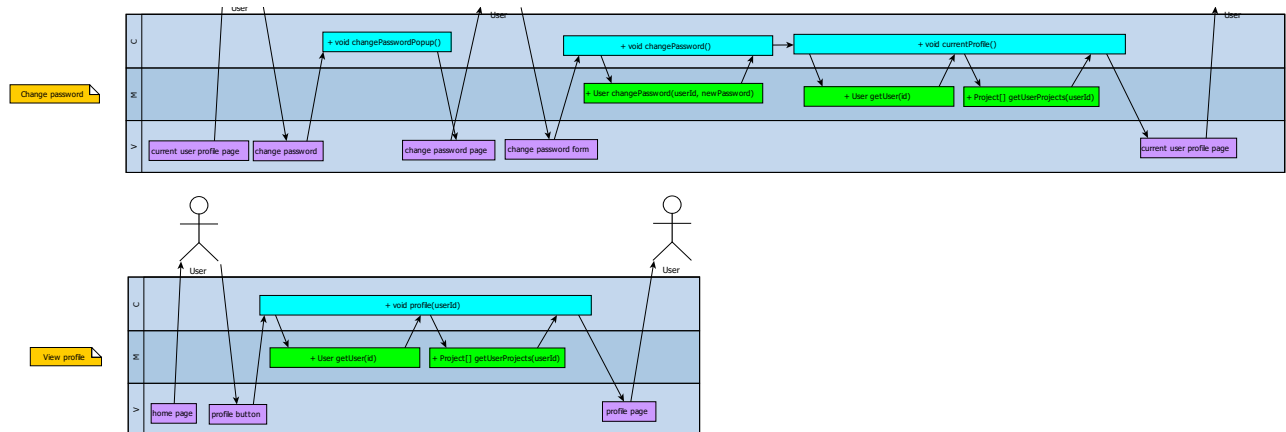 User
User
User
C
+ void changePasswordPopup()
+ void changePassword()
+ void currentProfile()
Change password
M
+ User changePassword(userId, newPassword)
+ User getUser(id)
+ Project[] getUserProjects(userId)
V
current user profile page
change password
change password page
change password form
current user profile page
User
User
C
+ void profile(userId)
View profile
M
+ User getUser(id)
+ Project[] getUserProjects(userId)
V
home page
profile button
profile page